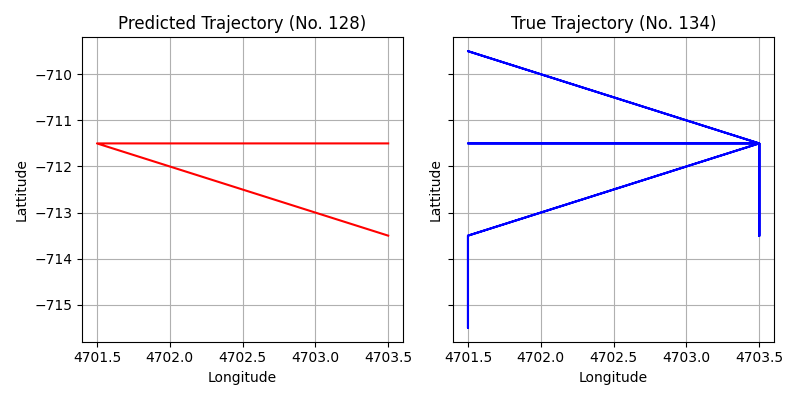 Predicted Trajectory (No. 128)
True Trajectory (No. 134)
−710
−711
−712
−713
−714
−715
Lattitude
Lattitude
4701.5 4702.0 4702.5 4703.0 4703.5
4701.5 4702.0 4702.5 4703.0 4703.5
Longitude
Longitude